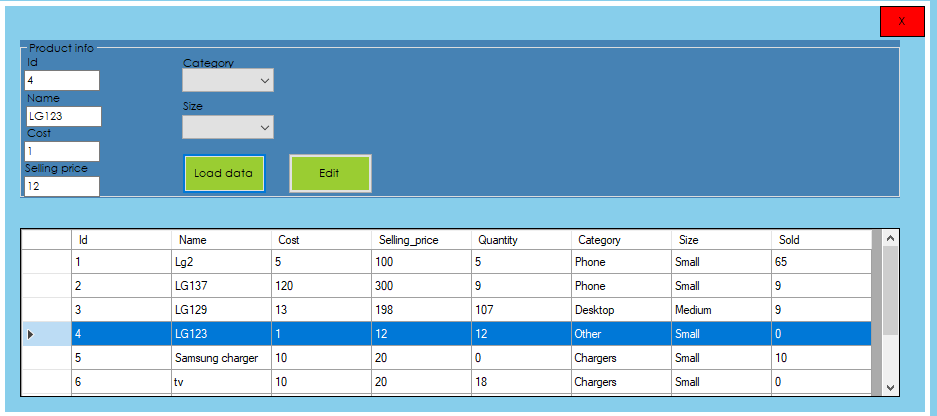 X
Product info
Id
4
Category
Name
LG123
Size
Cost
1
Selling price
12
Load data
Edit
Id Name Cost Selling_price Quantity Category Size Sold
1 Lg2 5 100 5 Phone Small 65
2 LG137 120 300 9 Phone Small 9
3 LG129 13 198 107 Desktop Medium 9
4 LG123 1 12 12 Other Small 0
5 Samsung charger 10 20 0 Chargers Small 10
6 tv 10 20 18 Chargers Small 0